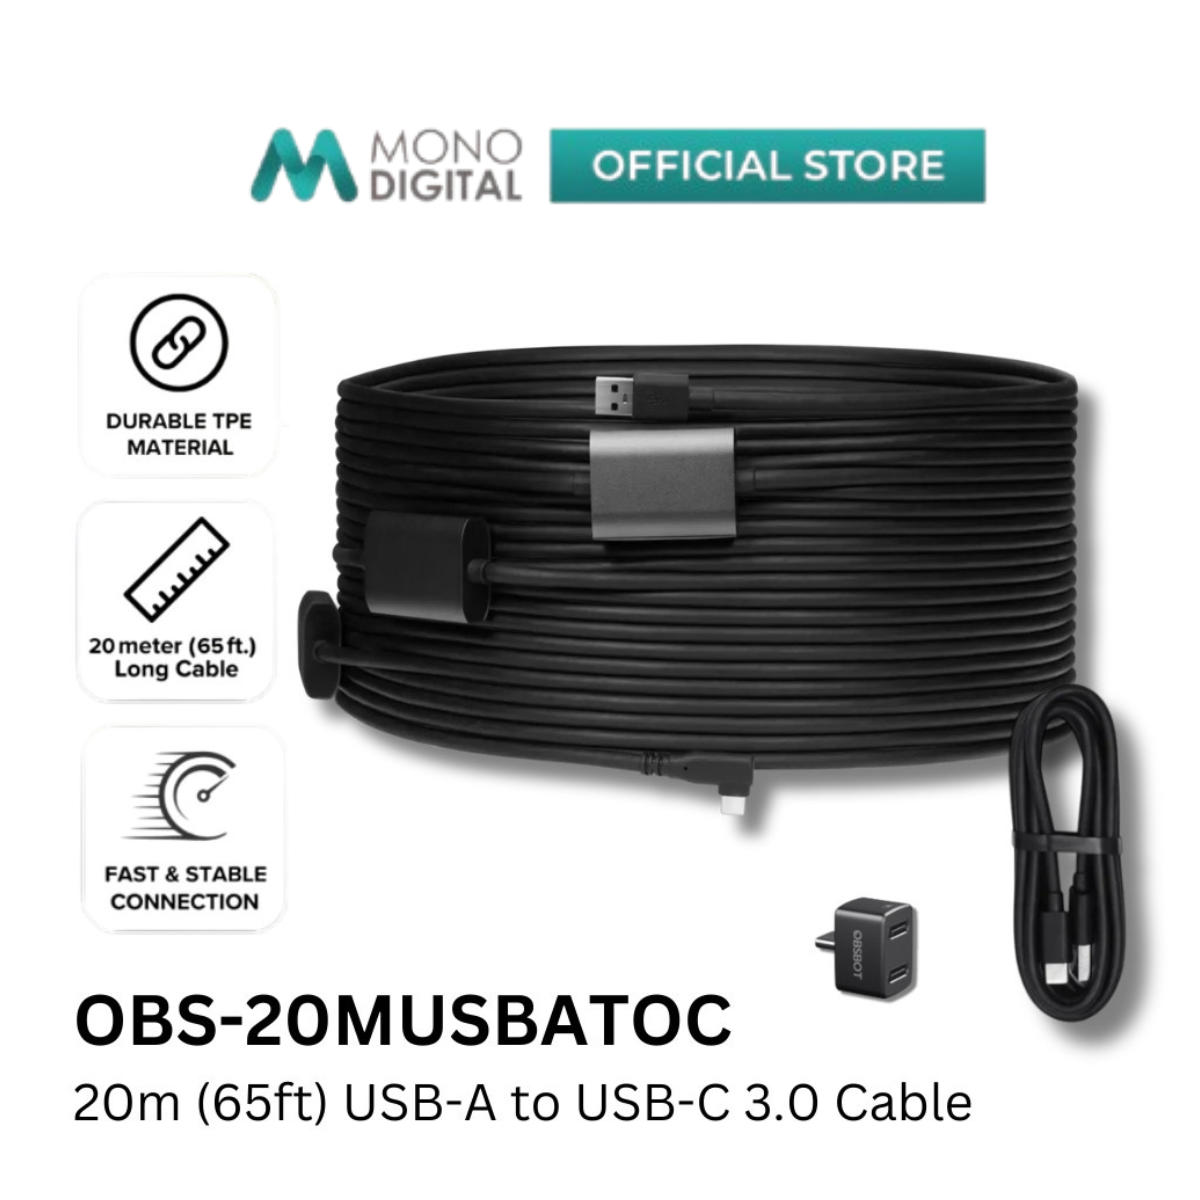 MONO
DIGITAL
OFFICIAL STORE
DURABLE TPE
MATERIAL
20 meter (65 ft.)
Long Cable
FAST & STABLE
CONNECTION
OBSBOT
OBS-20MUSBATOC
20m (65ft) USB-A to USB-C 3.0 Cable